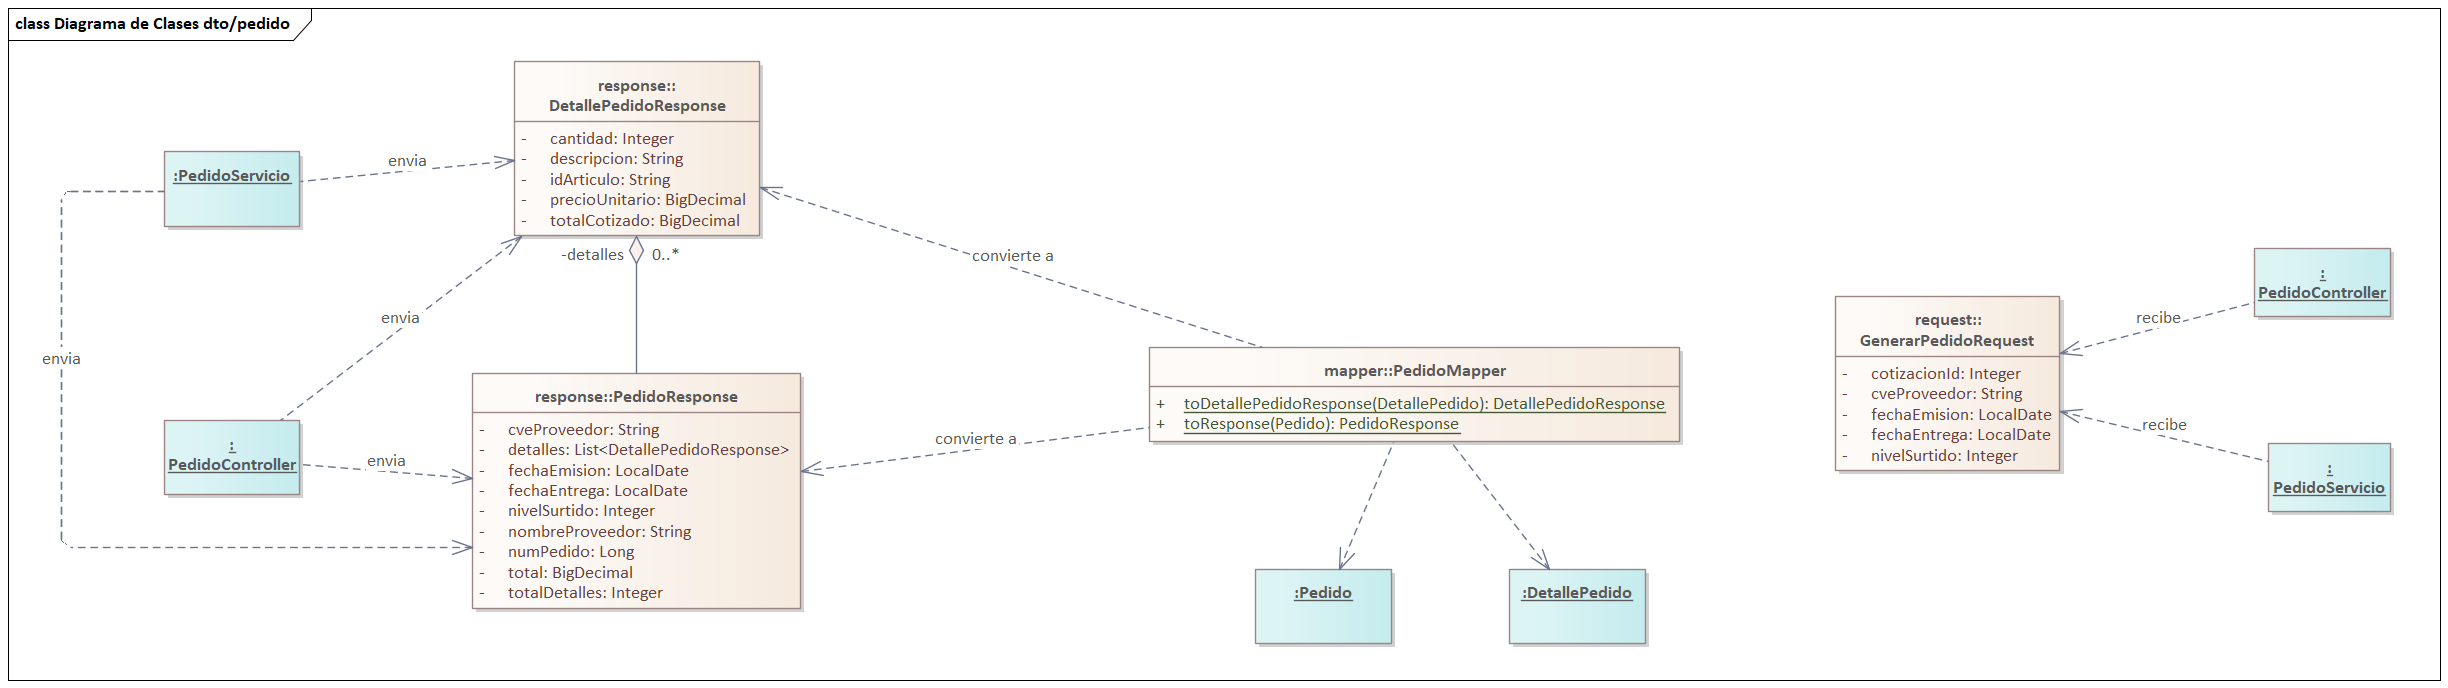 class Diagrama de Clases dto/pedido
response::
DetallePedidoResponse
- cantidad: Integer
- descripcion: String
- idArticulo: String
- precioUnitario: BigDecimal
- totalCotizado: BigDecimal
:PedidoServicio
envia
-detalles 0..*
envia
envia
convierte a
:
PedidoController
envia
response::PedidoResponse
- cveProveedor: String
- detalles: List<DetallePedidoResponse>
- fechaEmision: LocalDate
- fechaEntrega: LocalDate
- nivelSurtido: Integer
- nombreProveedor: String
- numPedido: Long
- total: BigDecimal
- totalDetalles: Integer
convierte a
mapper::PedidoMapper
+ toDetallePedidoResponse(DetallePedido): DetallePedidoResponse
+ toResponse(Pedido): PedidoResponse
:Pedido
:DetallePedido
request::
GenerarPedidoRequest
- cotizacionId: Integer
- cveProveedor: String
- fechaEmision: LocalDate
- fechaEntrega: LocalDate
- nivelSurtido: Integer
recibe
:
PedidoController
recibe
:
PedidoServicio